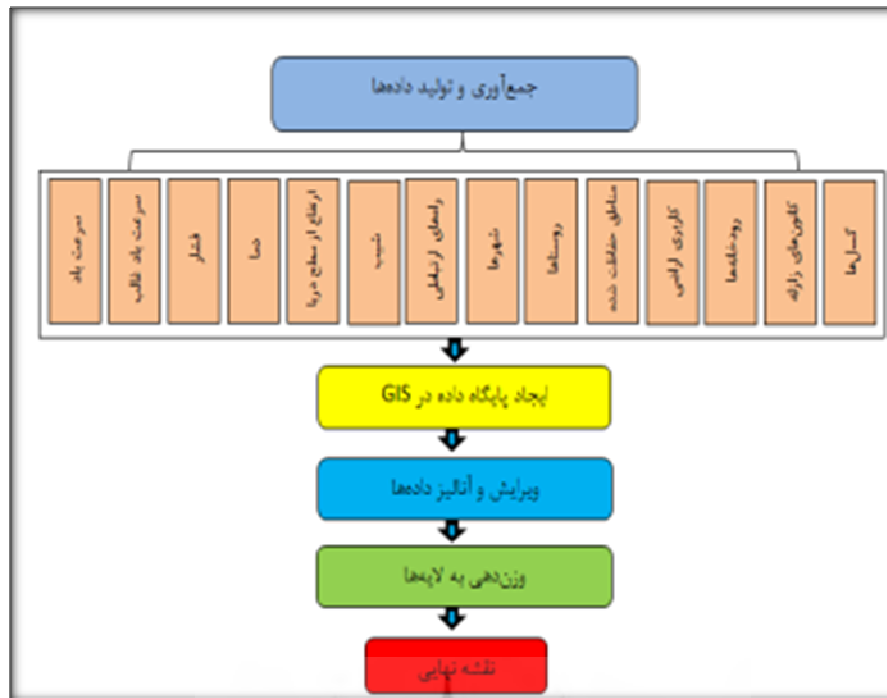 جمع‌آوری و تولید داده‌ها
گسل‌ها
کانون‌های زلزله
رودخانه‌ها
کاربری اراضی
مناطق حفاظت شده
روستاها
شهرها
راه‌های ارتباطی
شیب
ارتفاع از سطح دریا
دما
فشار
سرعت باد غالب
سرعت باد
ایجاد پایگاه داده در GIS
ویرایش و آنالیز داده‌ها
وزن‌دهی به لایه‌ها
نقشه نهایی